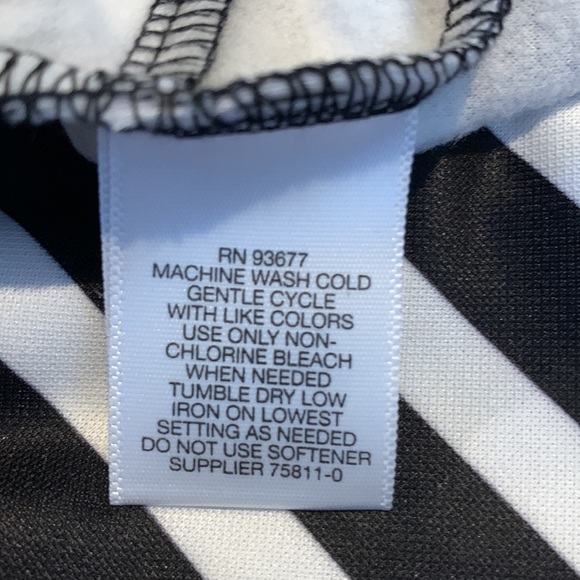 RN 93677
MACHINE WASH COLD
GENTLE CYCLE
WITH LIKE COLORS
USE ONLY NON-
CHLORINE BLEACH
WHEN NEEDED
TUMBLE DRY LOW
IRON ON LOWEST
SETTING AS NEEDED
DO NOT USE SOFTENER
SUPPLIER 75811-0